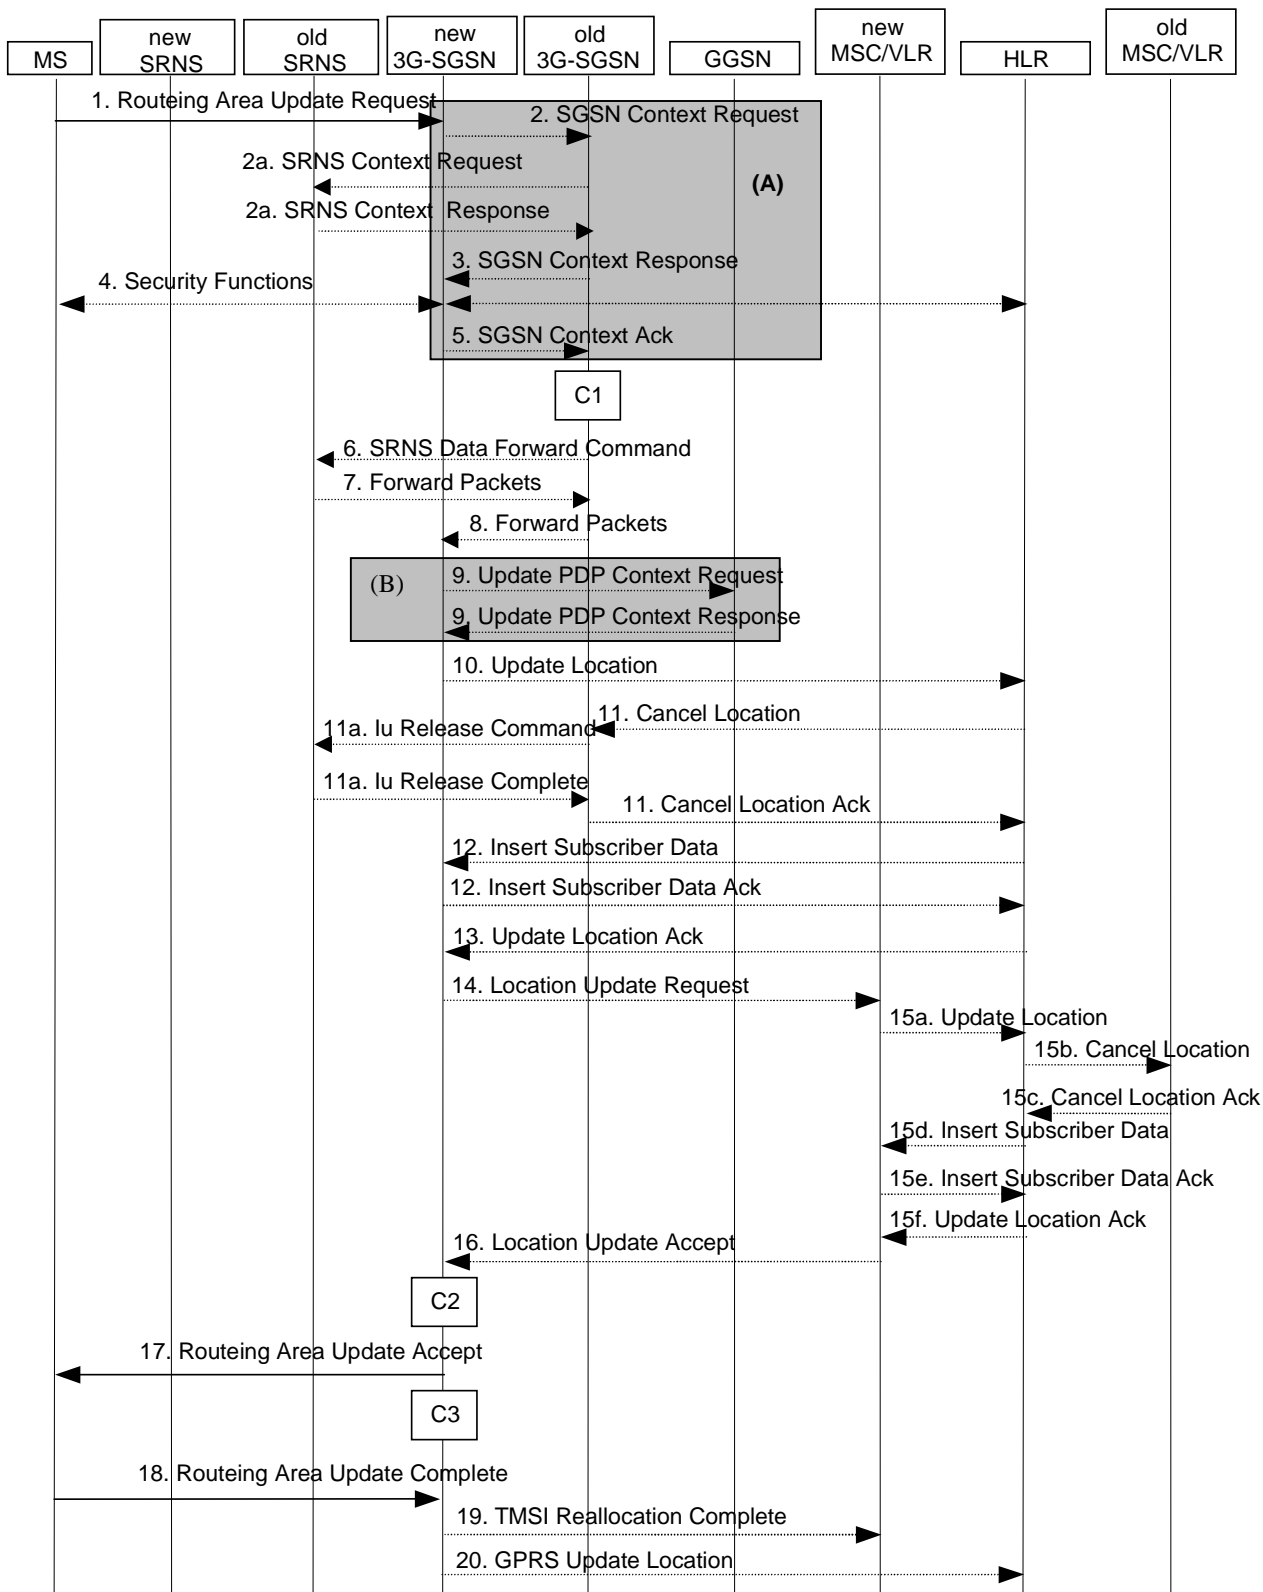 MS
new
SRNS
old
SRNS
new
3G-SGSN
old
3G-SGSN
GGSN
new
MSC/VLR
HLR
old
MSC/VLR
1. Routeing Area Update Request
2. SGSN Context Request
2a. SRNS Context Request
(A)
2a. SRNS Context Response
3. SGSN Context Response
4. Security Functions
5. SGSN Context Ack
C1
6. SRNS Data Forward Command
7. Forward Packets
8. Forward Packets
(B)
9. Update PDP Context Request
9. Update PDP Context Response
10. Update Location
11. Cancel Location
11a. Iu Release Command
11a. Iu Release Complete
11. Cancel Location Ack
12. Insert Subscriber Data
12. Insert Subscriber Data Ack
13. Update Location Ack
14. Location Update Request
15a. Update Location
15b. Cancel Location
15c. Cancel Location Ack
15d. Insert Subscriber Data
15e. Insert Subscriber Data Ack
15f. Update Location Ack
16. Location Update Accept
C2
17. Routeing Area Update Accept
C3
18. Routeing Area Update Complete
19. TMSI Reallocation Complete
20. GPRS Update Location